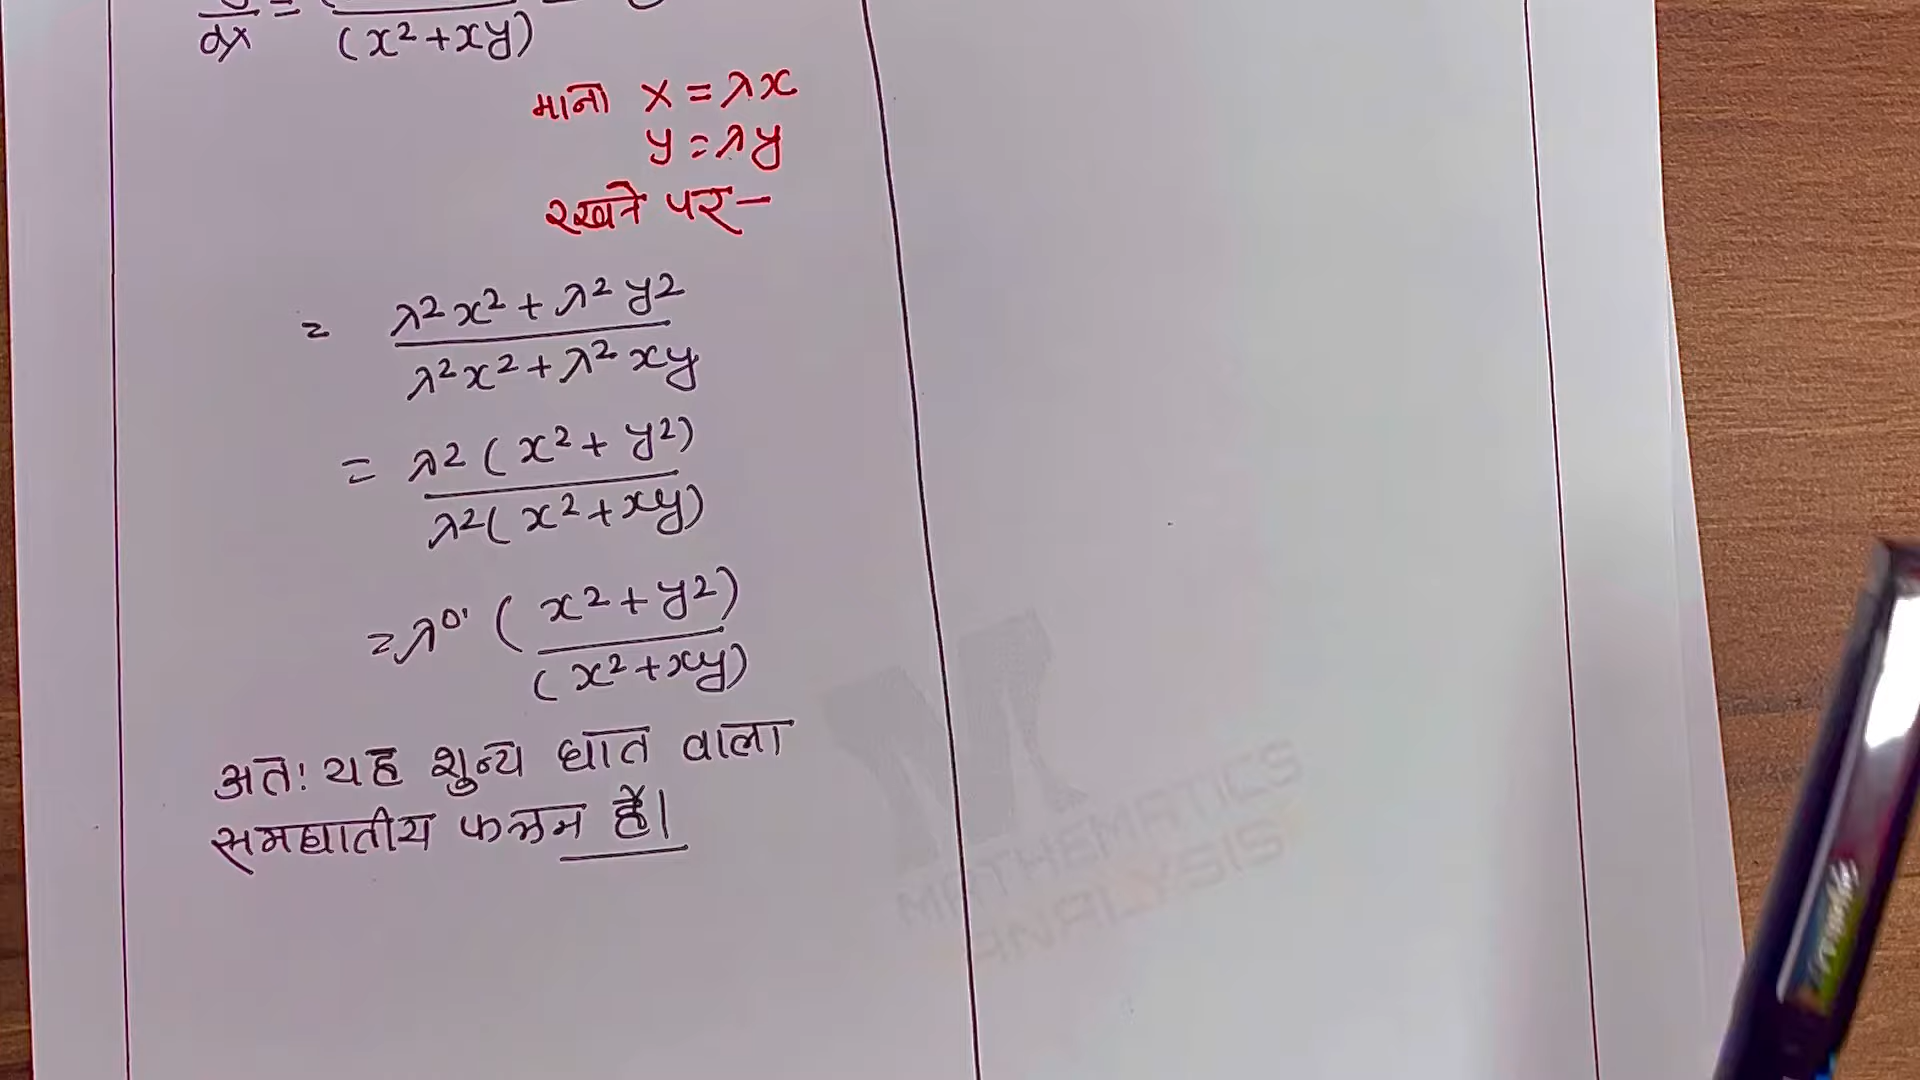 dx (x²+xy)
माना x = λx
y = λy
रखने पर-
= λ²x² + λ²y²
λ²x² + λ²xy
= λ² (x² + y²)
λ² (x² + xy)
= λ⁰ (x² + y²)
(x² + xy)
अतः यह शुन्य घात वाला
समघातीय फलन हैं।
MATHEMATICS
ANALYSIS